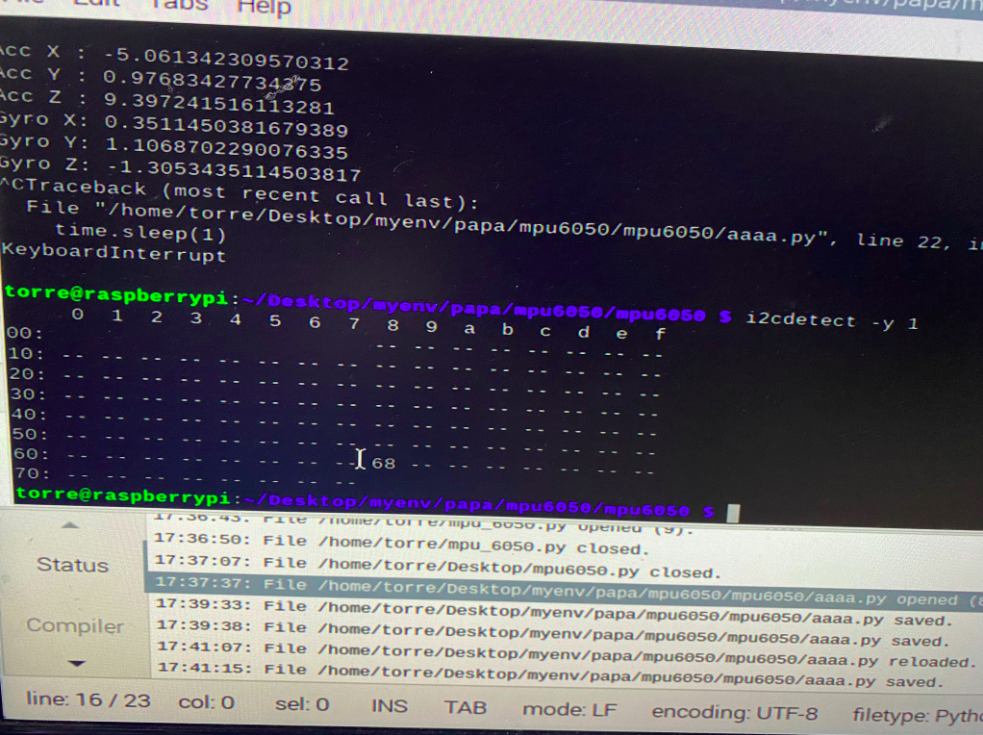 Edit Tabs Help
Acc X : -5.061342309570312
Acc Y : 0.97683427734375
Acc Z : 9.397241516113281
Gyro X: 0.3511450381679389
Gyro Y: 1.1068702290076335
Gyro Z: -1.3053435114503817
^CTraceback (most recent call last):
File "/home/torre/Desktop/myenv/papa/mpu6050/mpu6050/aaaa.py", line 22, in
time.sleep(1)
KeyboardInterrupt
torre@raspberrypi:~/Desktop/myenv/papa/mpu6050/mpu6050 $ i2cdetect -y 1
0 1 2 3 4 5 6 7 8 9 a b c d e f
00: -- -- -- -- -- -- -- --
10: -- -- -- -- -- -- -- -- -- -- -- -- -- -- -- --
20: -- -- -- -- -- -- -- -- -- -- -- -- -- -- -- --
30: -- -- -- -- -- -- -- -- -- -- -- -- -- -- -- --
40: -- -- -- -- -- -- -- -- -- -- -- -- -- -- -- --
50: -- -- -- -- -- -- -- -- -- -- -- -- -- -- -- --
60: -- -- -- -- -- -- -- -- 68 -- -- -- -- -- -- --
70: -- -- -- -- -- -- -- --
torre@raspberrypi:~/Desktop/myenv/papa/mpu6050/mpu6050 $
17:36:43: File /home/torre/mpu_6050.py opened (9).
17:36:50: File /home/torre/mpu_6050.py closed.
17:37:07: File /home/torre/Desktop/mpu6050.py closed.
17:37:37: File /home/torre/Desktop/myenv/papa/mpu6050/mpu6050/aaaa.py opened (8
17:39:33: File /home/torre/Desktop/myenv/papa/mpu6050/mpu6050/aaaa.py saved.
17:39:38: File /home/torre/Desktop/myenv/papa/mpu6050/mpu6050/aaaa.py saved.
17:41:07: File /home/torre/Desktop/myenv/papa/mpu6050/mpu6050/aaaa.py reloaded.
17:41:15: File /home/torre/Desktop/myenv/papa/mpu6050/mpu6050/aaaa.py saved.
Status
Compiler
line: 16 / 23 col: 0 sel: 0 INS TAB mode: LF encoding: UTF-8 filetype: Pytho